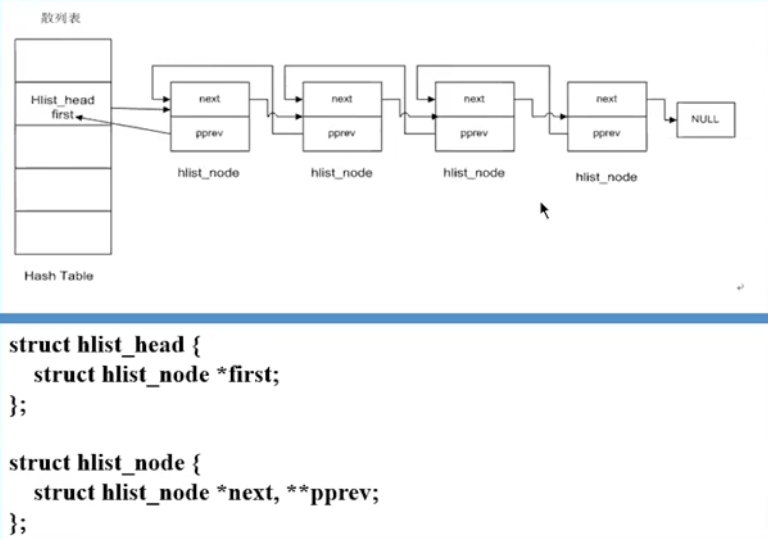 散列表
Hlist_head
first
next
next
next
next
NULL
pprev
pprev
pprev
pprev
hlist_node
hlist_node
hlist_node
hlist_node
Hash Table
struct hlist_head {
struct hlist_node *first;
};
struct hlist_node {
struct hlist_node *next, **pprev;
};